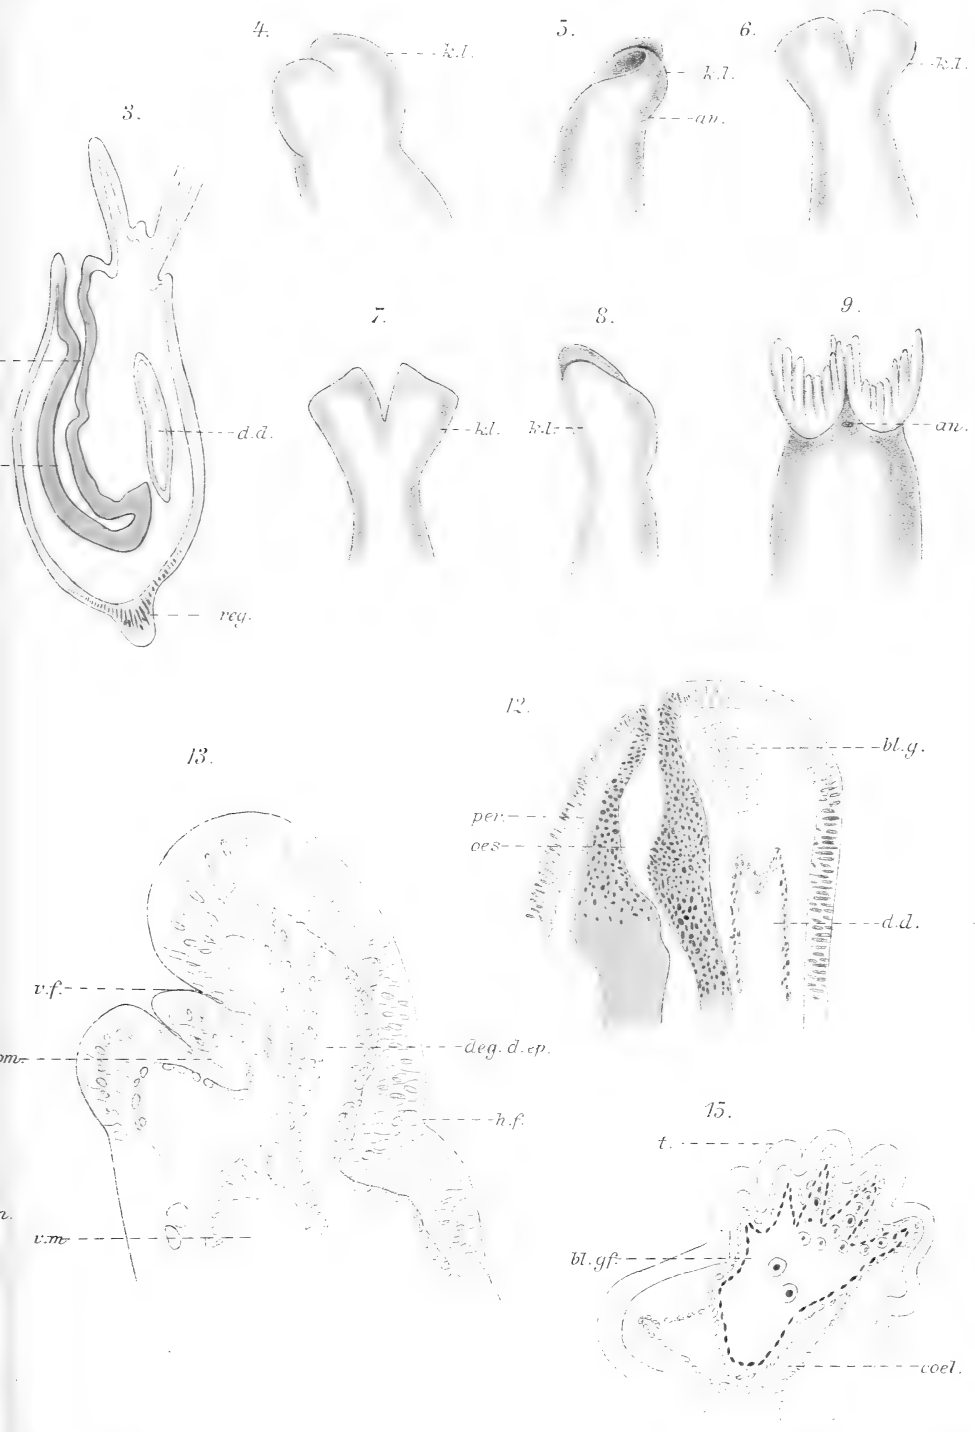 3.
d.d.
reg.
4.
k.l.
5.
k.l.
an.
6.
k.l.
7.
k.l.
8.
k.l.
9.
an.
12.
bl.g.
per.
oes
d.d.
13.
v.f.
deg.d.ep.
h.f.
v.m
15.
t.
bl.gf.
coel.